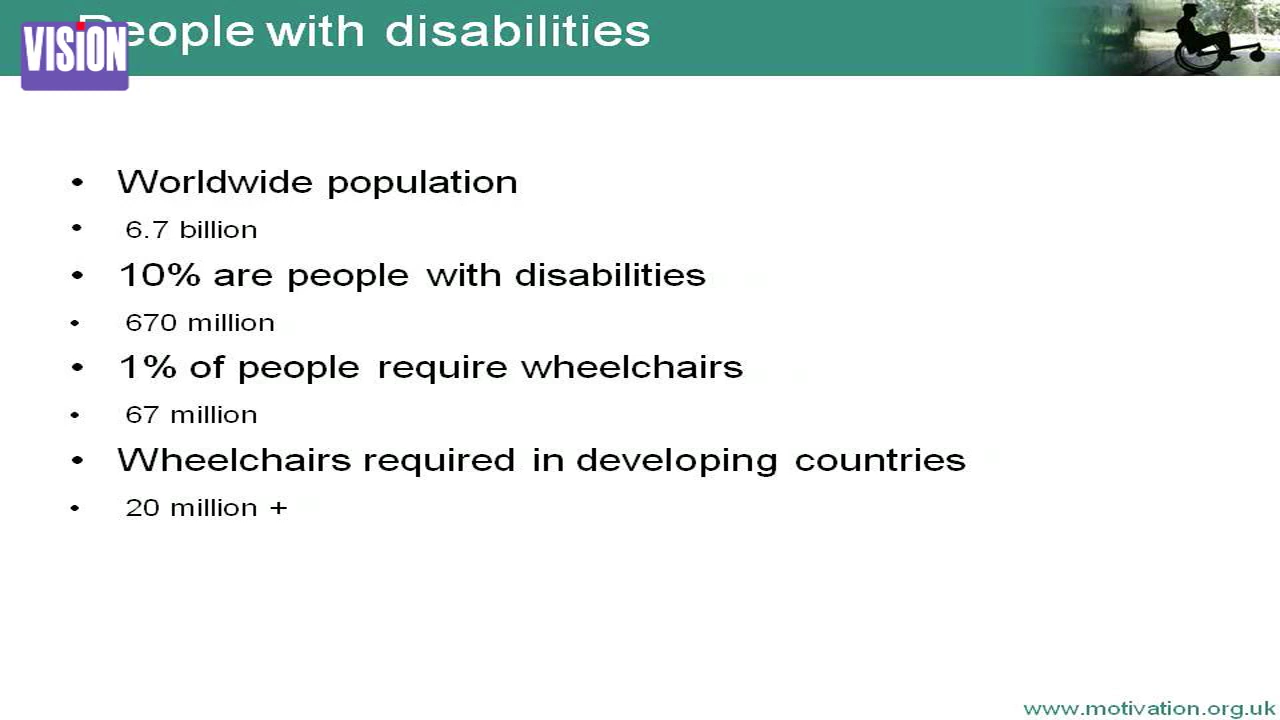 People with disabilities
VISION
• Worldwide population
• 6.7 billion
• 10% are people with disabilities
• 670 million
• 1% of people require wheelchairs
• 67 million
• Wheelchairs required in developing countries
• 20 million +
www.motivation.org.uk